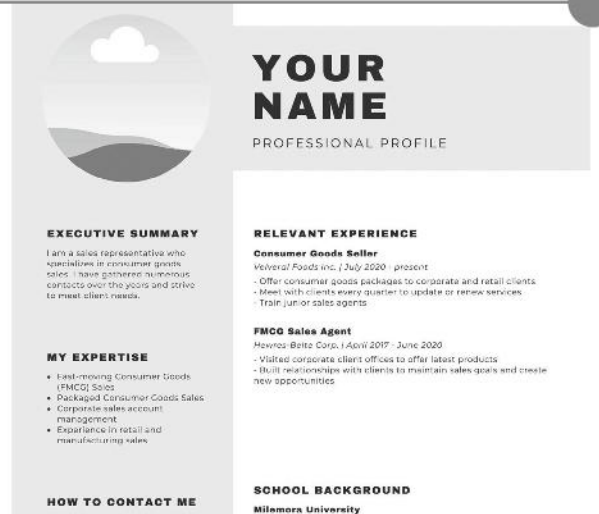 YOUR
NAME
PROFESSIONAL PROFILE
EXECUTIVE SUMMARY
I am a sales representative who
specializes in consumer goods
sales. I have gathered numerous
contacts over the years and strive
to meet client needs.
MY EXPERTISE
• Fast-moving Consumer Goods
(FMCG) Sales
• Packaged Consumer Goods Sales
• Corporate sales account
management
• Experience in retail and
manufacturing sales
HOW TO CONTACT ME
RELEVANT EXPERIENCE
Consumer Goods Seller
Velveral Foods Inc. | July 2020 - present
- Offer consumer goods packages to corporate and retail clients
- Meet with clients every quarter to update or renew services
- Train junior sales agents
FMCG Sales Agent
Hewres-Belte Corp. | April 2017 - June 2020
- Visited corporate client offices to offer latest products
- Built relationships with clients to maintain sales goals and create
new opportunities
SCHOOL BACKGROUND
Milemora University